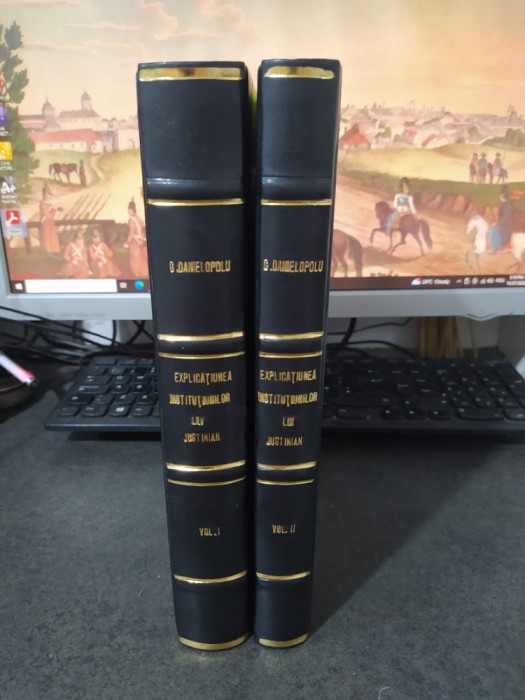 G.DANIELOPOLU
EXPLICAȚIUNEA
INSTITUȚIUNILOR
LUI
JUSTINIAN
VOL.I
G.DANIELOPOLU
EXPLICAȚIUNEA
INSTITUȚIUNILOR
LUI
JUSTINIAN
VOL. II